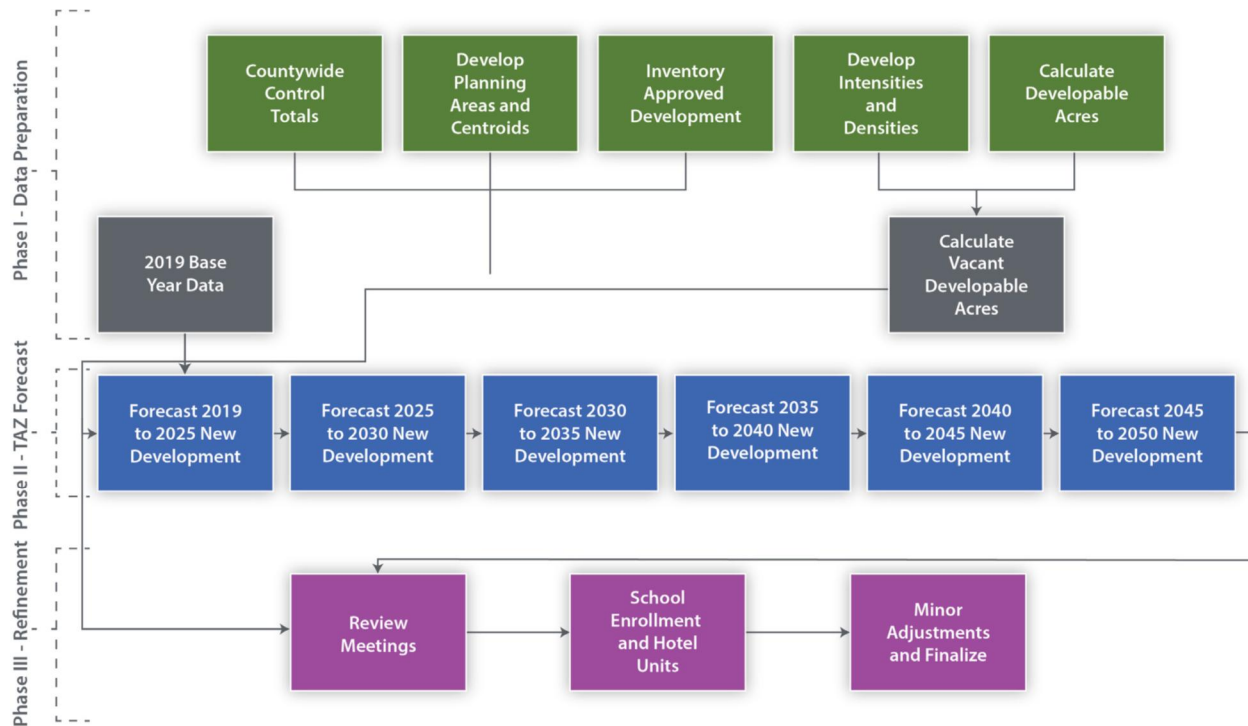 Phase I - Data Preparation
Countywide
Control
Totals
Develop
Planning
Areas and
Centroids
Inventory
Approved
Development
Develop
Intensities
and
Densities
Calculate
Developable
Acres
2019 Base
Year Data
Calculate
Vacant
Developable
Acres
Phase II - TAZ Forecast
Forecast 2019
to 2025 New
Development
Forecast 2025
to 2030 New
Development
Forecast 2030
to 2035 New
Development
Forecast 2035
to 2040 New
Development
Forecast 2040
to 2045 New
Development
Forecast 2045
to 2050 New
Development
Phase III - Refinement
Review
Meetings
School
Enrollment
and Hotel
Units
Minor
Adjustments
and Finalize